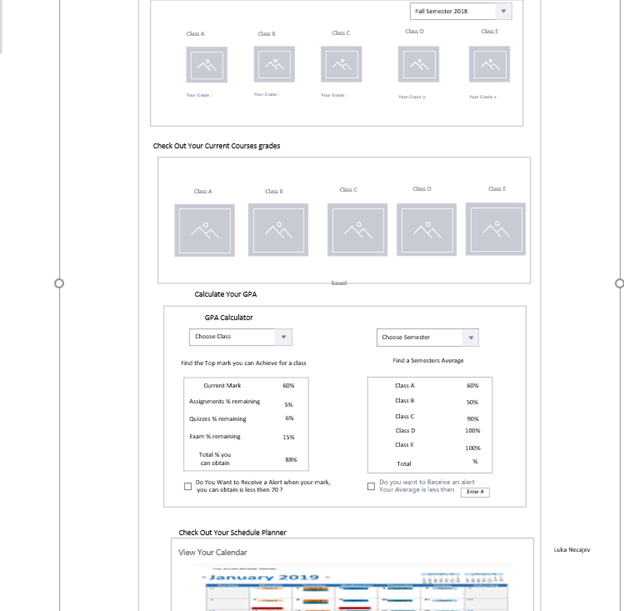 Fall Semester 2018
Class A Class B Class C Class D Class E
Your Grade : Your Grade : Your Grade : Your Grade : Your Grade :
Check Out Your Current Courses grades
Class A Class B Class C Class D Class E
based
Calculate Your GPA
GPA Calculator
Choose Class
Choose Semester
Find the Top mark you can Achieve for a class
Find a Semesters Average
Current Mark 60%
Assignments % remaining 5%
Quizzes % remaining 6%
Exam % remaining 15%
Total % you
can obtain 88%
Class A 60%
Class B 50%
Class C 90%
Class D 100%
Class E 100%
Total %
Do You Want to Receive a Alert when your mark,
you can obtain is less then 70 ?
Do you want to Receive an alert
Your Average is less then Enter #
Check Out Your Schedule Planner
View Your Calendar
January 2019
Luka Necajev